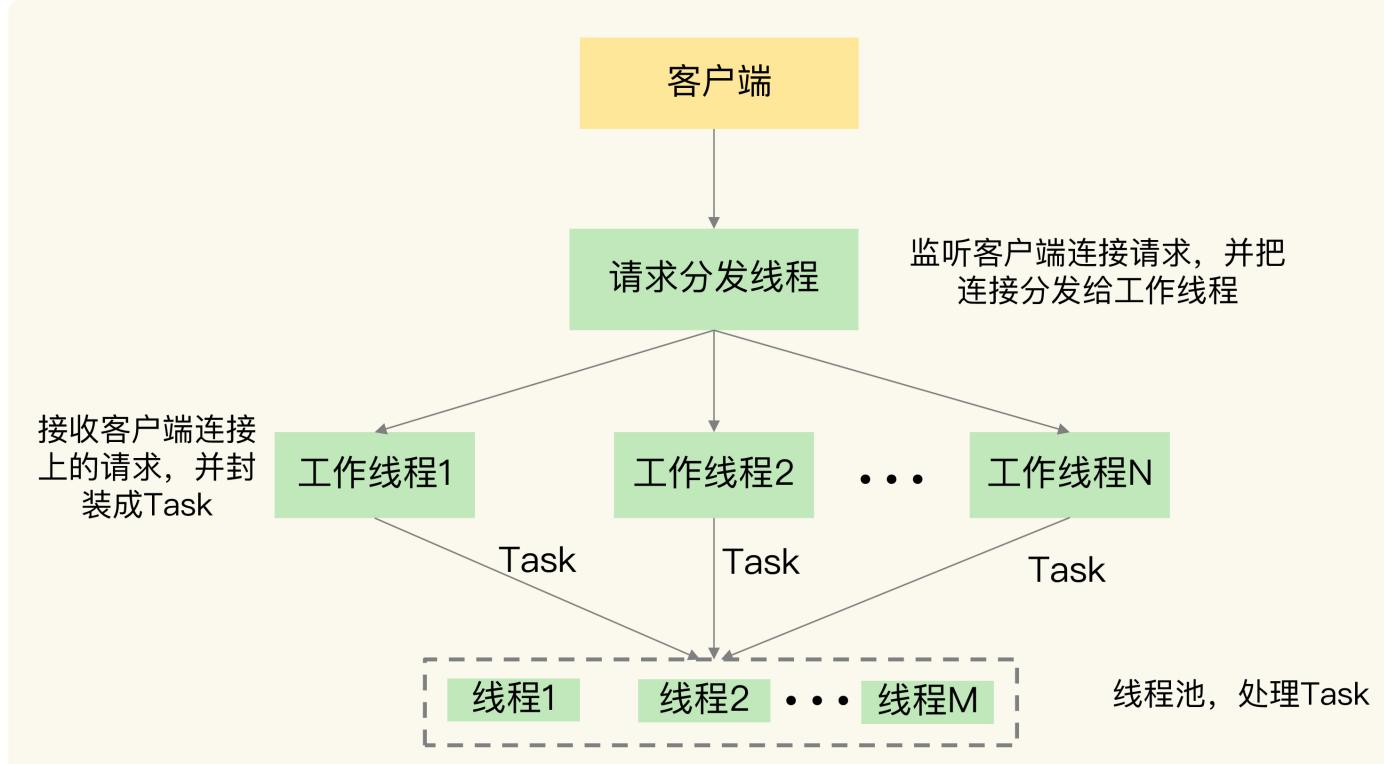 客户端
请求分发线程
监听客户端连接请求，并把
连接分发给工作线程
接收客户端连接
上的请求，并封
装成Task
工作线程1
工作线程2
工作线程N
Task
Task
Task
线程1
线程2
线程M
线程池，处理Task